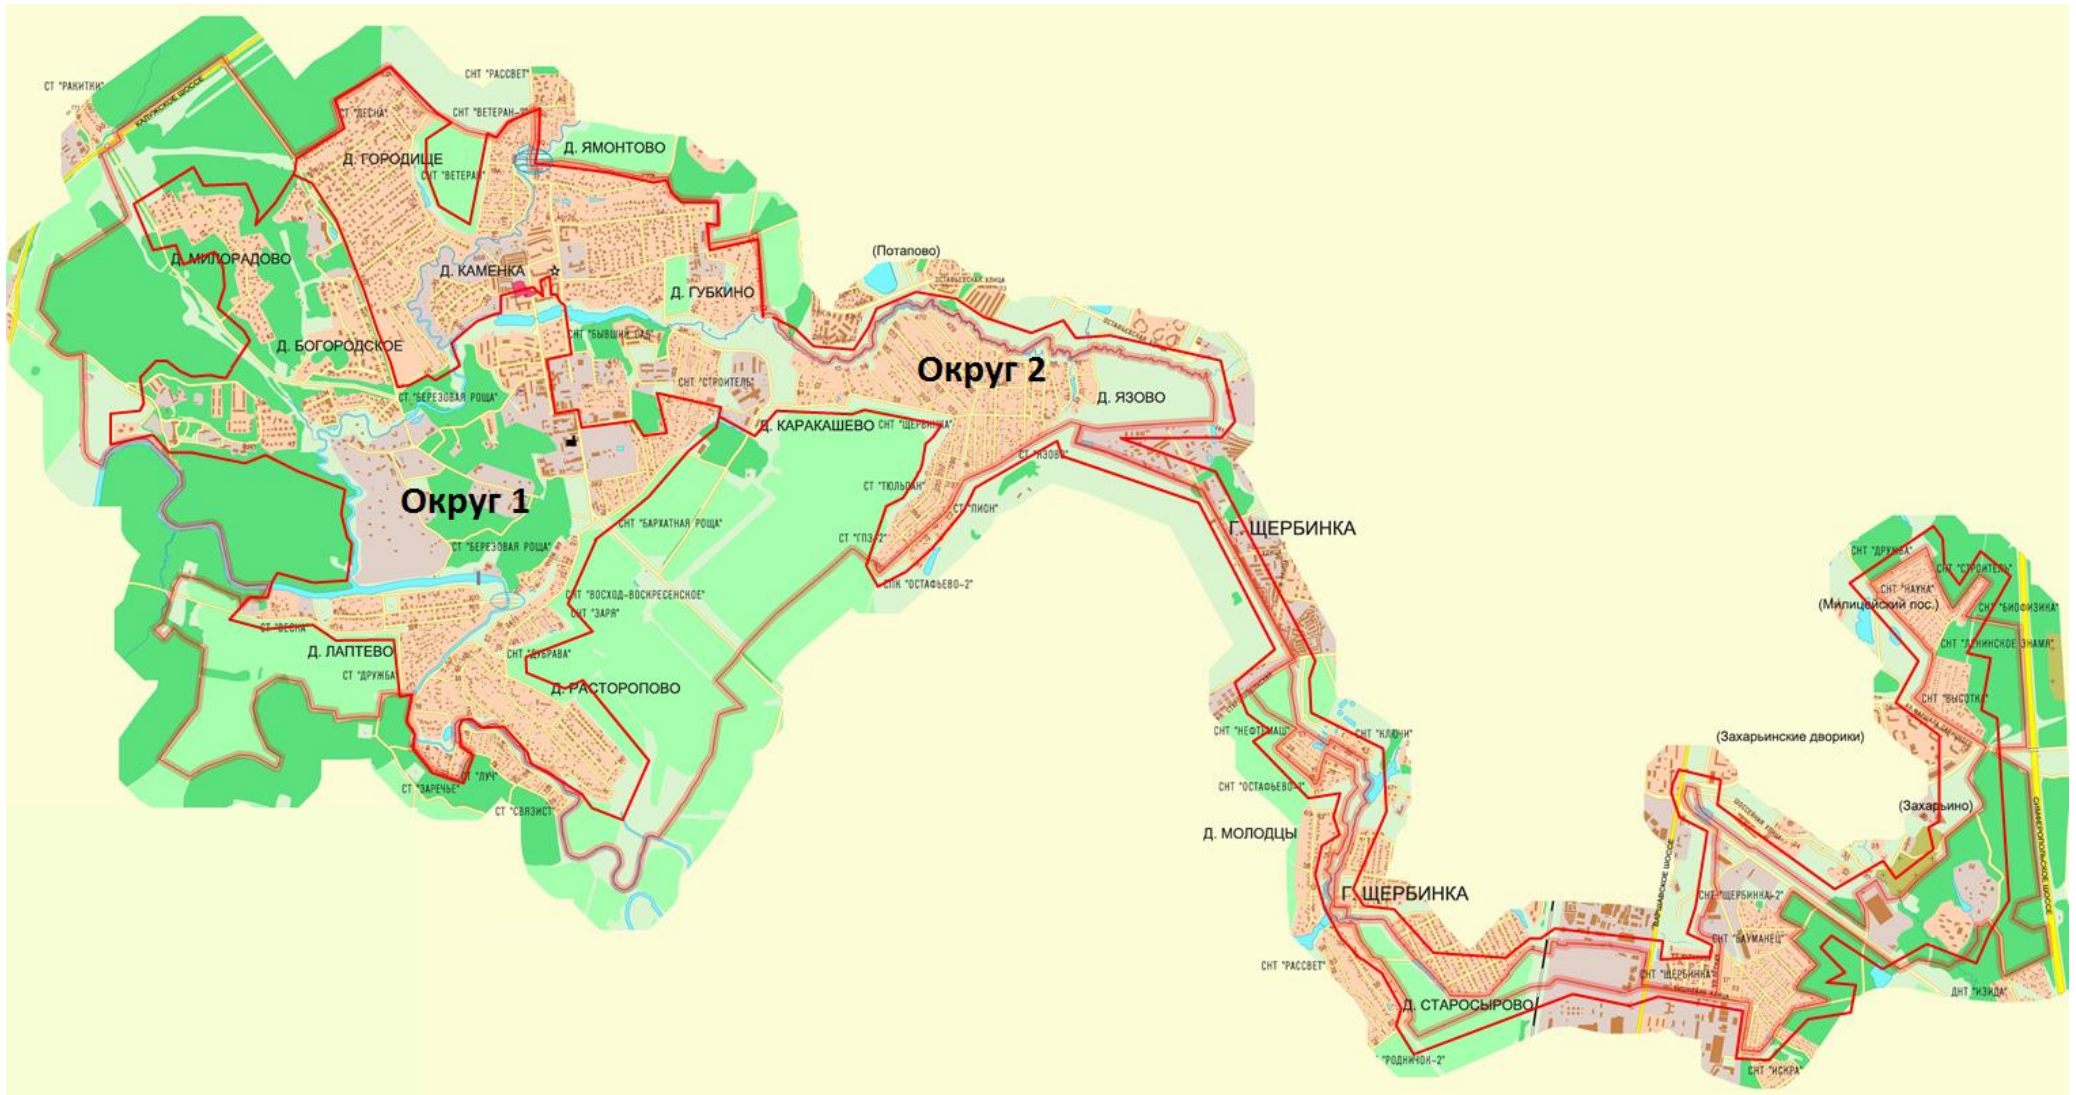 СНТ "РАССВЕТ"
СТ "РАКИТКИ"
КАЛУЖСКОЕ ШОССЕ
СТ "ДЕСНА"
СНТ "ВЕТЕРАН-2"
Д. ЯМОНТОВО
Д. ГОРОДИЩЕ
СНТ "ВЕТЕРАН"
(Потапово)
Д. МИЛОРАДОВО
Д. КАМЕНКА
ОСТАФЬЕВСКАЯ УЛИЦА
Д. ГУБКИНО
СНТ "БЫВШИЙ САД"
Д. БОГОРОДСКОЕ
Округ 2
СНТ "СТРОИТЕЛЬ"
СТ "БЕРЕЗОВАЯ РОЩА"
Д. ЯЗОВО
Д. КАРАКАШЕВО
СНТ "ЩЕРБИНКА"
СТ "ЯЗОВО"
СТ "ТЮЛЬПАН"
Округ 1
СТ "ПИОН"
СНТ "БАРХАТНАЯ РОЩА"
Г. ЩЕРБИНКА
СТ "ГПЗ-2"
СТ "БЕРЕЗОВАЯ РОЩА"
СНТ "ДРУЖБА"
СНТ "СТРОИТЕЛЬ"
СПК "ОСТАФЬЕВО-2"
СНТ "НАУКА"
СНТ "ВОСХОД-ВОСКРЕСЕНСКОЕ"
(Милицейский пос.)
СНТ "БИОФИЗИКА"
СНТ "ЗАРЯ"
СТ "ВЕСНА"
СНТ "ЛЕНИНСКОЕ ЗНАМЯ"
Д. ЛАПТЕВО
СНТ "ДУБРАВА"
СТ "ДРУЖБА"
Д. РАСТОРОПОВО
СНТ "ВЫСОТКА"
СНТ "НЕФТЕМАШ"
СНТ "КЛЮЧИ"
(Захарьинские дворики)
СТ "ЛУЧ"
СТ "ЗАРЕЧЬЕ"
СНТ "ОСТАФЬЕВО-1"
(Захарьино)
СТ "СВЯЗИСТ"
ШОССЕЙНАЯ УЛИЦА
СИМФЕРОПОЛЬСКОЕ ШОССЕ
Д. МОЛОДЦЫ
ВАРШАВСКОЕ ШОССЕ
Г. ЩЕРБИНКА
СНТ "ЩЕРБИНКА-2"
СНТ "БАУМАНЕЦ"
СНТ "РАССВЕТ"
СНТ "ЩЕРБИНКА"
ДНТ "ИЗИДА"
Д. СТАРОСЫРОВО
"РОДНИЧОК-2"
СНТ "ИСКРА"